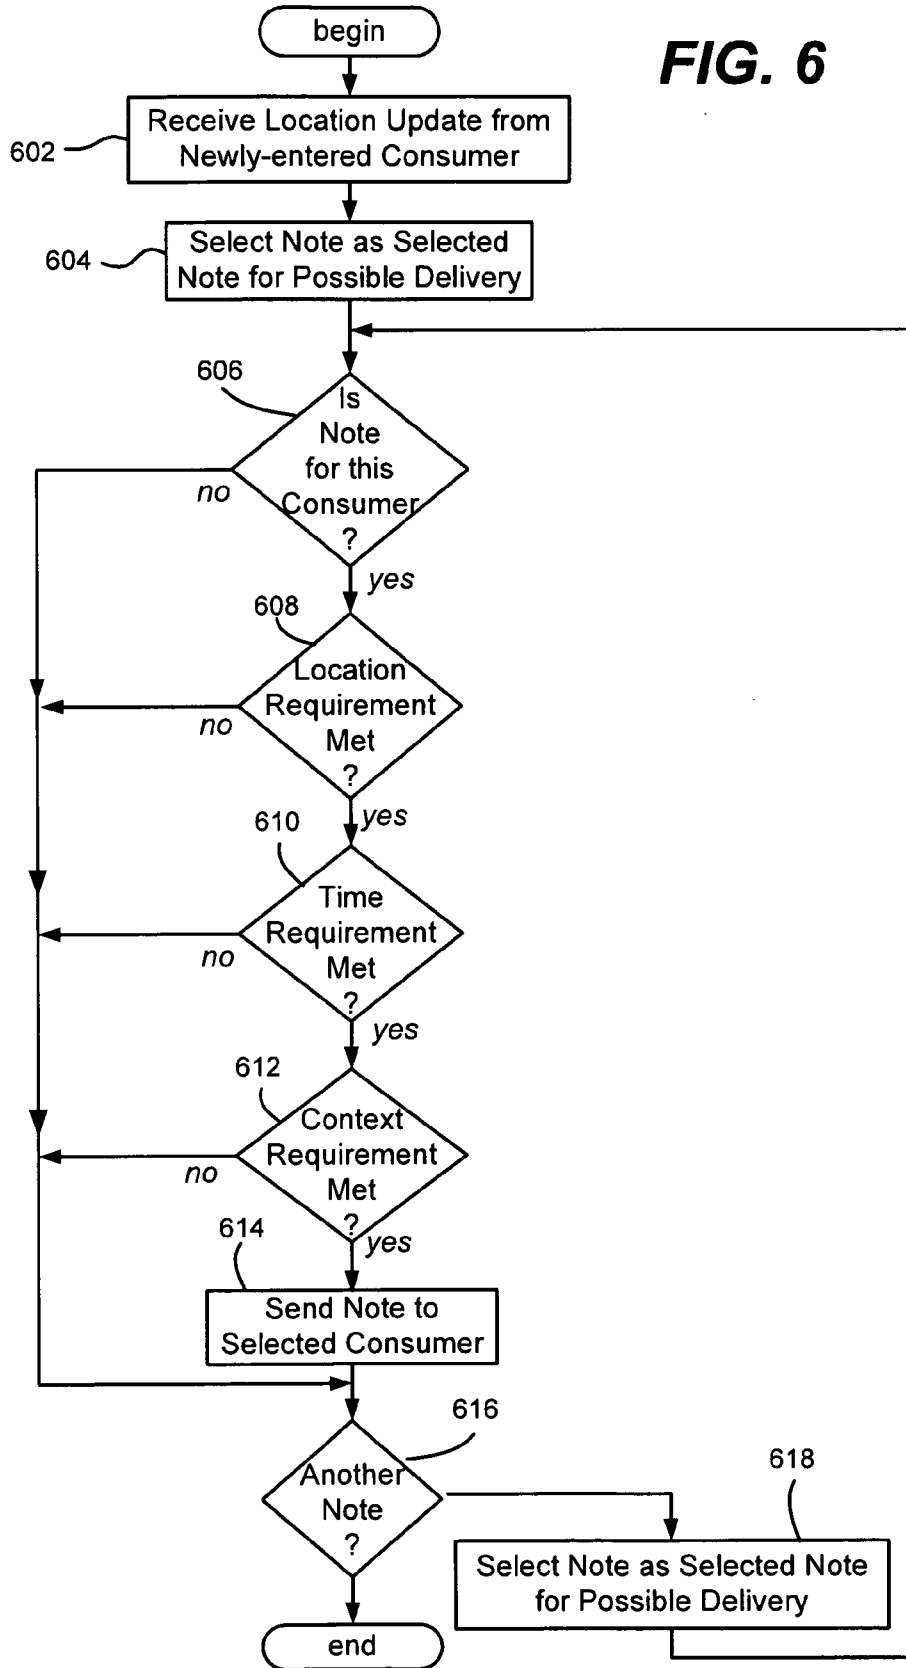 begin
FIG. 6
602
Receive Location Update from
Newly-entered Consumer
604
Select Note as Selected
Note for Possible Delivery
606
Is
Note
for this
Consumer
?
no
yes
608
Location
Requirement
Met
?
no
yes
610
Time
Requirement
Met
?
no
yes
612
Context
Requirement
Met
?
no
yes
614
Send Note to
Selected Consumer
616
Another
Note
?
618
Select Note as Selected Note
for Possible Delivery
end